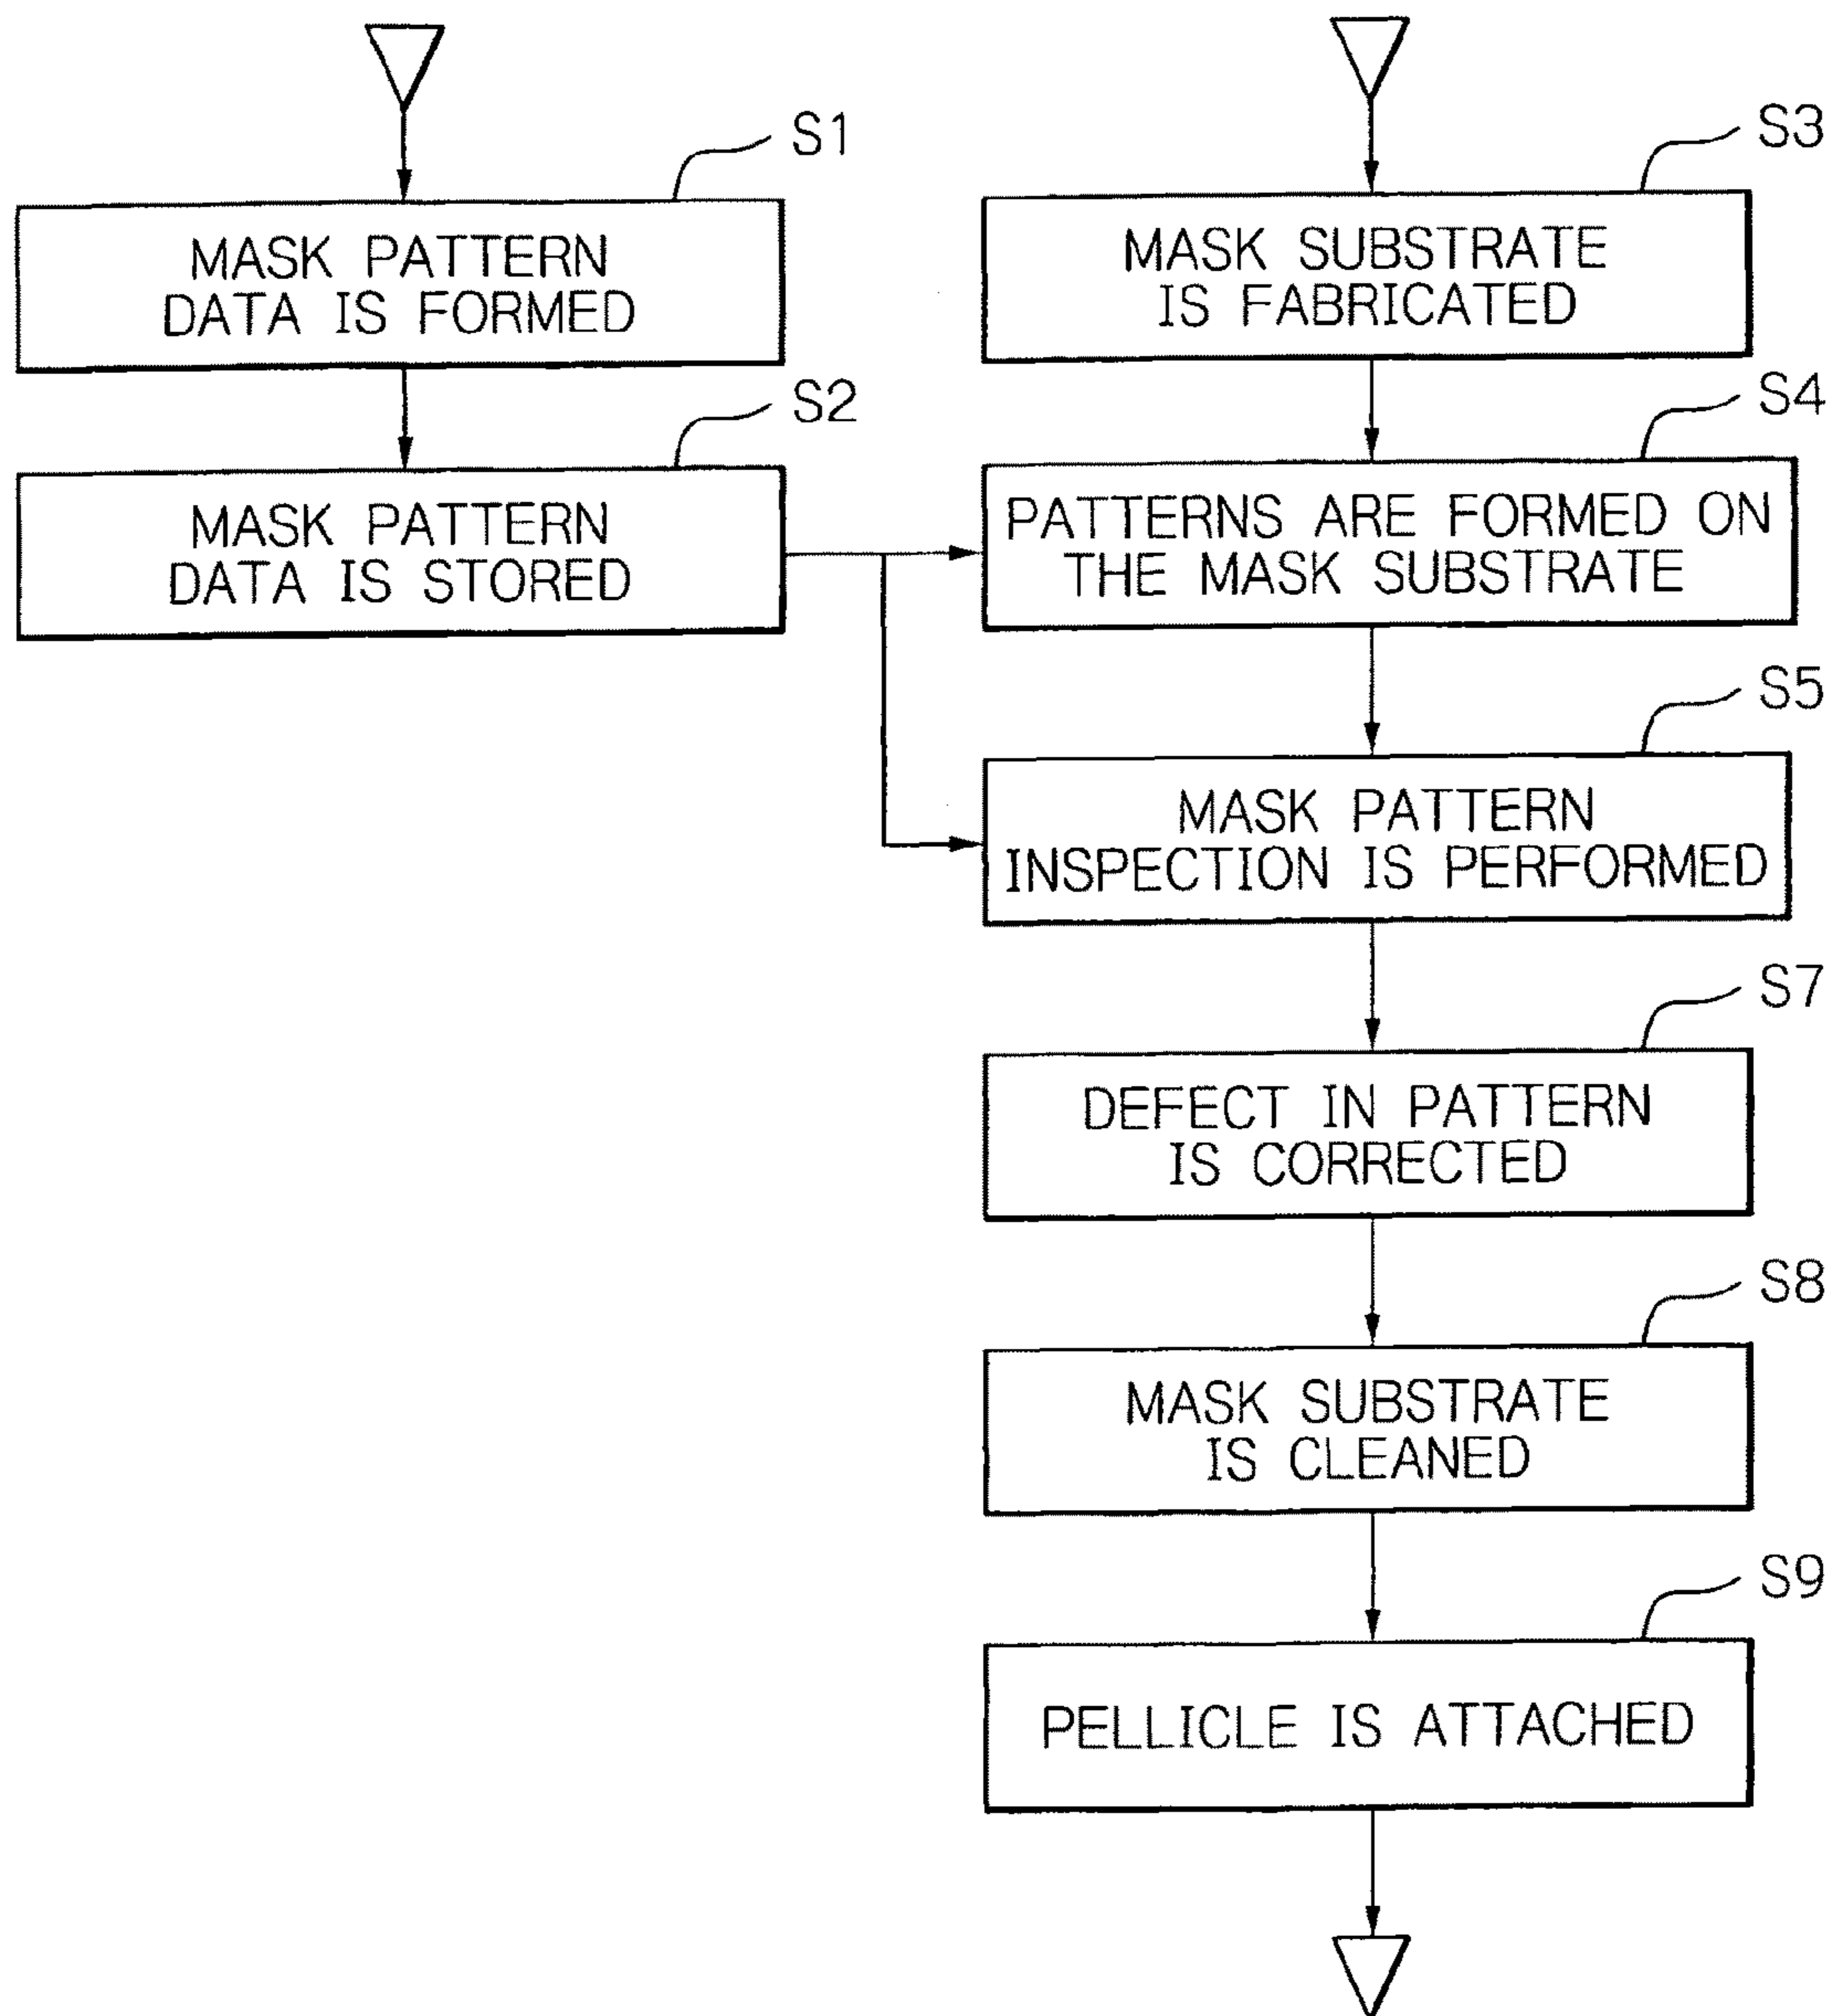 S1
MASK PATTERN
DATA IS FORMED
S2
MASK PATTERN
DATA IS STORED
S3
MASK SUBSTRATE
IS FABRICATED
S4
PATTERNS ARE FORMED ON
THE MASK SUBSTRATE
S5
MASK PATTERN
INSPECTION IS PERFORMED
S7
DEFECT IN PATTERN
IS CORRECTED
S8
MASK SUBSTRATE
IS CLEANED
S9
PELLICLE IS ATTACHED